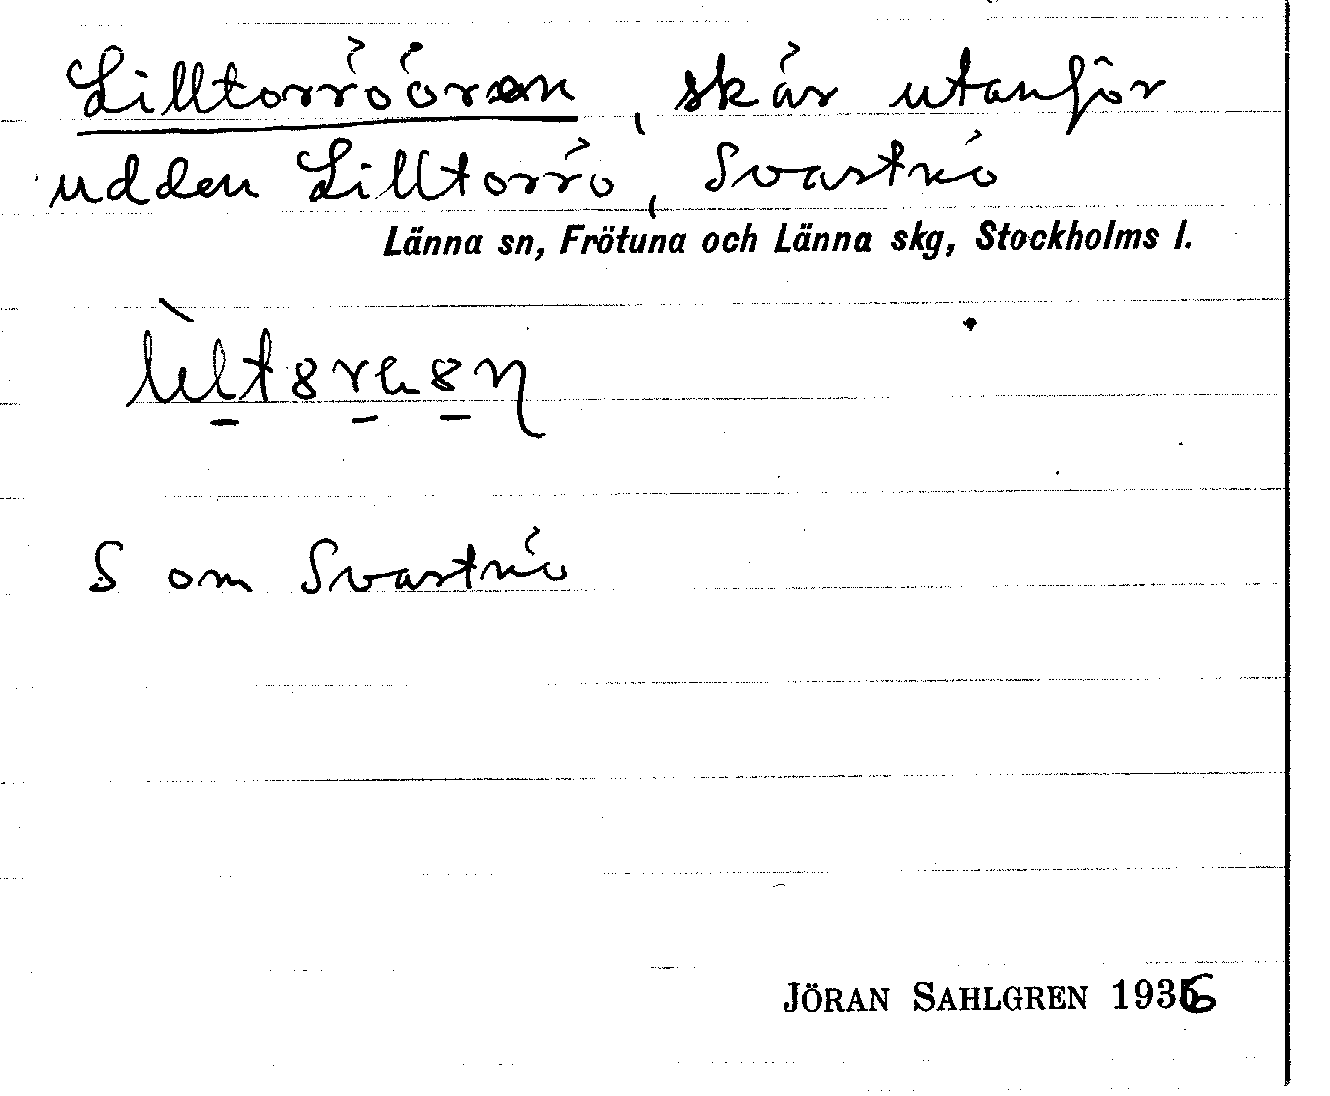 Lilltorröören, skär utanför
udden Lilltorrö, Svartnö
Länna sn, Frötuna och Länna skg, Stockholms l.
S om Svartnö
JÖRAN SAHLGREN 1936